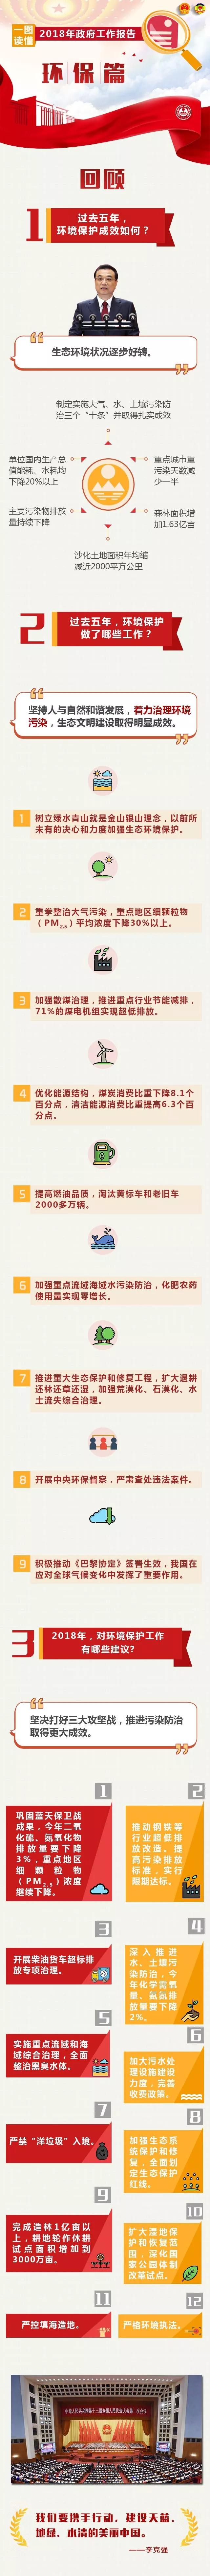 一图
读懂
2018年政府工作报告
环保篇
回顾
1
过去五年，
环境保护成效如何？
生态环境状况逐步好转。
制定实施大气、水、土壤污染防
治三个“十条”并取得扎实成效
单位国内生产总
值能耗、水耗均
下降20%以上
重点城市重
污染天数减
少一半
主要污染物排放
量持续下降
森林面积增
加1.63亿亩
沙化土地面积年均缩
减近2000平方公里
2
过去五年，环境保护
做了哪些工作？
坚持人与自然和谐发展，着力治理环境
污染，生态文明建设取得明显成效。
1
树立绿水青山就是金山银山理念，以前所
未有的决心和力度加强生态环境保护。
2
重拳整治大气污染，重点地区细颗粒物
（PM2.5）平均浓度下降30%以上。
3
加强散煤治理，推进重点行业节能减排，
71%的煤电机组实现超低排放。
4
优化能源结构，煤炭消费比重下降8.1个
百分点，清洁能源消费比重提高6.3个百
分点。
5
提高燃油品质，淘汰黄标车和老旧车
2000多万辆。
6
加强重点流域海域水污染防治，化肥农药
使用量实现零增长。
7
推进重大生态保护和修复工程，扩大退耕
还林还草还湿，加强荒漠化、石漠化、水
土流失综合治理。
8
开展中央环保督察，严肃查处违法案件。
9
积极推动《巴黎协定》签署生效，我国在
应对全球气候变化中发挥了重要作用。
3
2018年，对环境保护工作
有哪些建议？
坚决打好三大攻坚战，推进污染防治
取得更大成效。
1
巩固蓝天保卫战
成果，今年二氧
化硫、氮氧化物
排放量要下降
3%，重点地区
细颗粒物
（PM2.5）浓度
继续下降。
2
推动钢铁等
行业超低排
放改造，提
高污染排放
标准，实行
限期达标。
3
开展柴油货车超标排
放专项治理。
4
深入推进
水、土壤污
染防治，今
年化学需氧
量、氨氮排
放量要下降
2%。
5
实施重点流域和海
域综合治理，全面
整治黑臭水体。
6
加大污水处
理设施建设
力度，完善
收费政策。
7
严禁“洋垃圾”入境。
8
加强生态系
统保护和修
复，全面划
定生态保护
红线。
9
完成造林1亿亩以
上，耕地轮作休耕
试点面积增加到
3000万亩。
10
扩大湿地保
护和恢复范
围，深化国
家公园体制
改革试点。
11
严控填海造地。
12
严格环境执法。
中华人民共和国第十三届全国人民代表大会第一次会议
我们要携手行动，建设天蓝、
地绿、水清的美丽中国。
——李克强